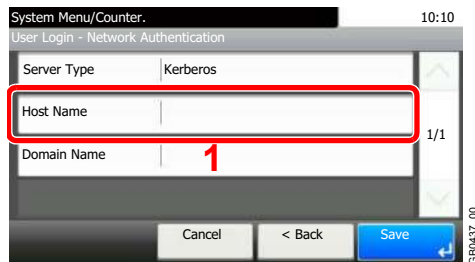 System Menu/Counter. 10:10
User Login - Network Authentication
Server Type Kerberos
Host Name
1/1
Domain Name
1
Cancel < Back Save
GB0437_00